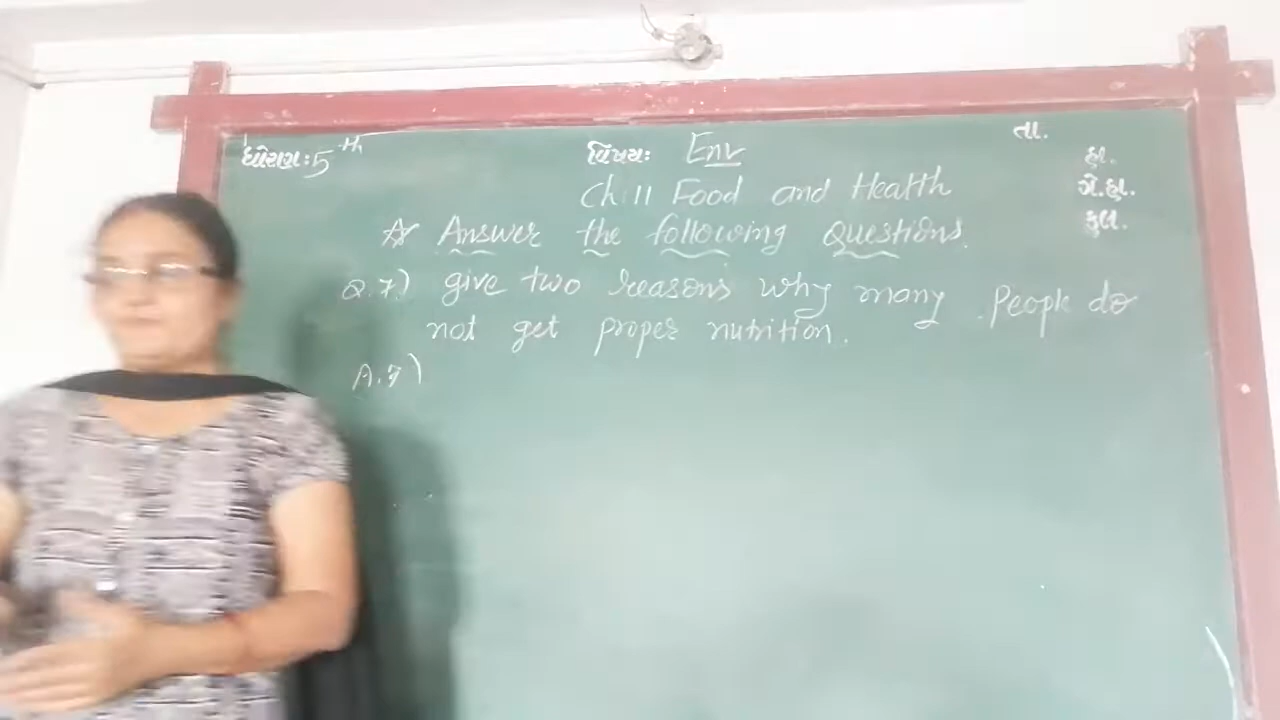 ધોરણ: 5th
વિષય: Env
તા.
હા.
ગે.હા.
કુલ.
Ch:11 Food and Health
☆ Answer the following Questions.
Q.7) give two reasons why many People do
not get proper nutrition.
A.7)